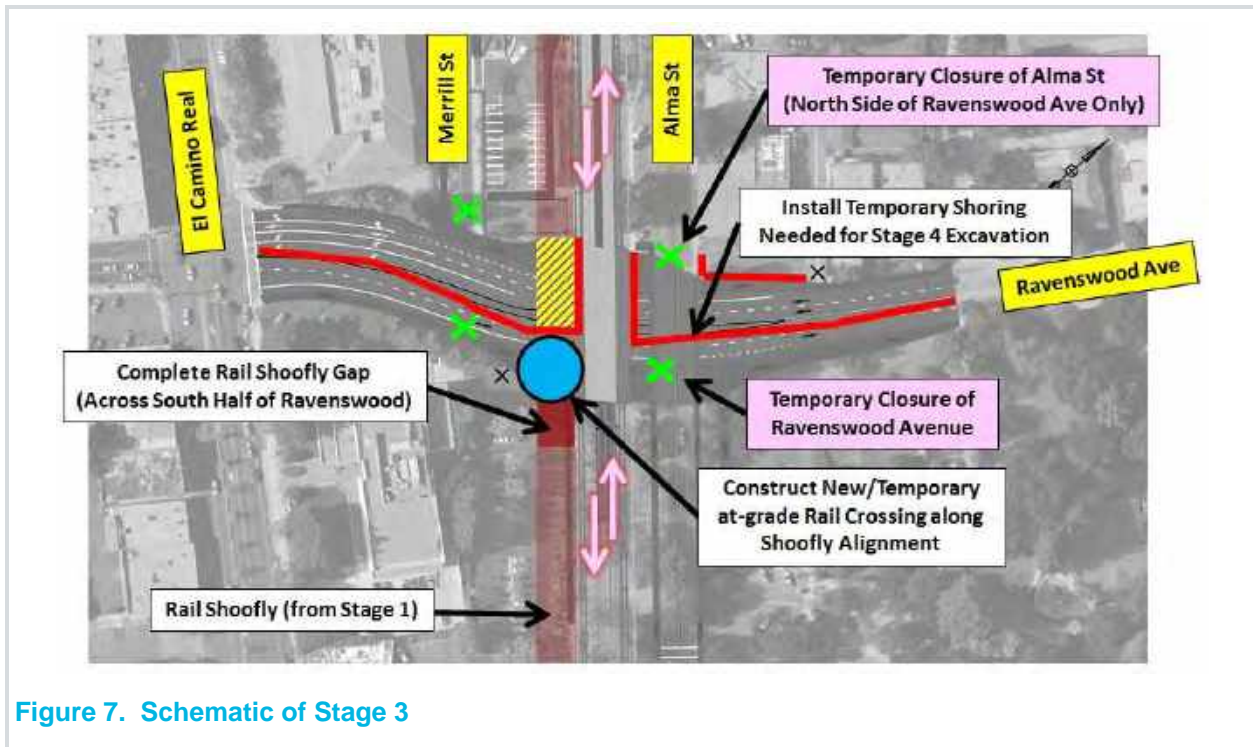 Merrill St
Alma St
El Camino Real
Temporary Closure of Alma St
(North Side of Ravenswood Ave Only)
Install Temporary Shoring
Needed for Stage 4 Excavation
Ravenswood Ave
Complete Rail Shoofly Gap
(Across South Half of Ravenswood)
Temporary Closure of
Ravenswood Avenue
Construct New/Temporary
at-grade Rail Crossing along
Shoofly Alignment
Rail Shoofly (from Stage 1)
Figure 7. Schematic of Stage 3